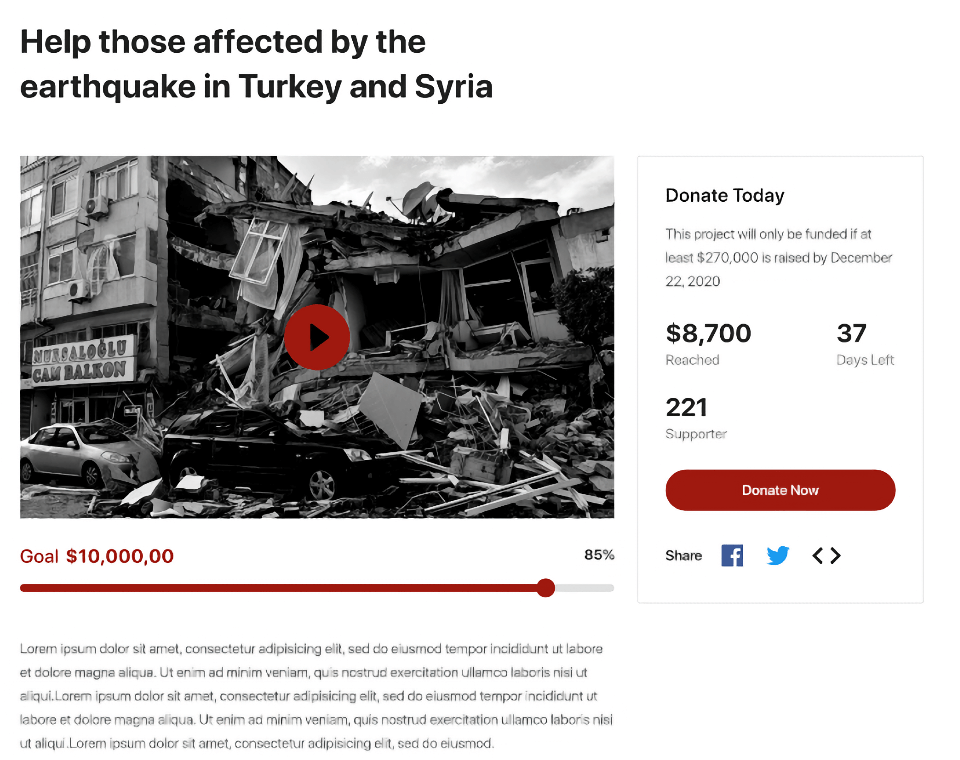 Help those affected by the
earthquake in Turkey and Syria
NURSALOĞLU
CAM BALKON
Goal $10,000,00
85%
Lorem ipsum dolor sit amet, consectetur adipisicing elit, sed do eiusmod tempor incididunt ut labore
et dolore magna aliqua. Ut enim ad minim veniam, quis nostrud exercitation ullamco laboris nisi ut
aliqui.Lorem ipsum dolor sit amet, consectetur adipisicing elit, sed do eiusmod tempor incididunt ut
labore et dolore magna aliqua. Ut enim ad minim veniam, quis nostrud exercitation ullamco laboris nisi
ut aliqui.Lorem ipsum dolor sit amet, consectetur adipisicing elit, sed do eiusmod.
Donate Today
This project will only be funded if at
least $270,000 is raised by December
22, 2020
$8,700
Reached
37
Days Left
221
Supporter
Donate Now
Share